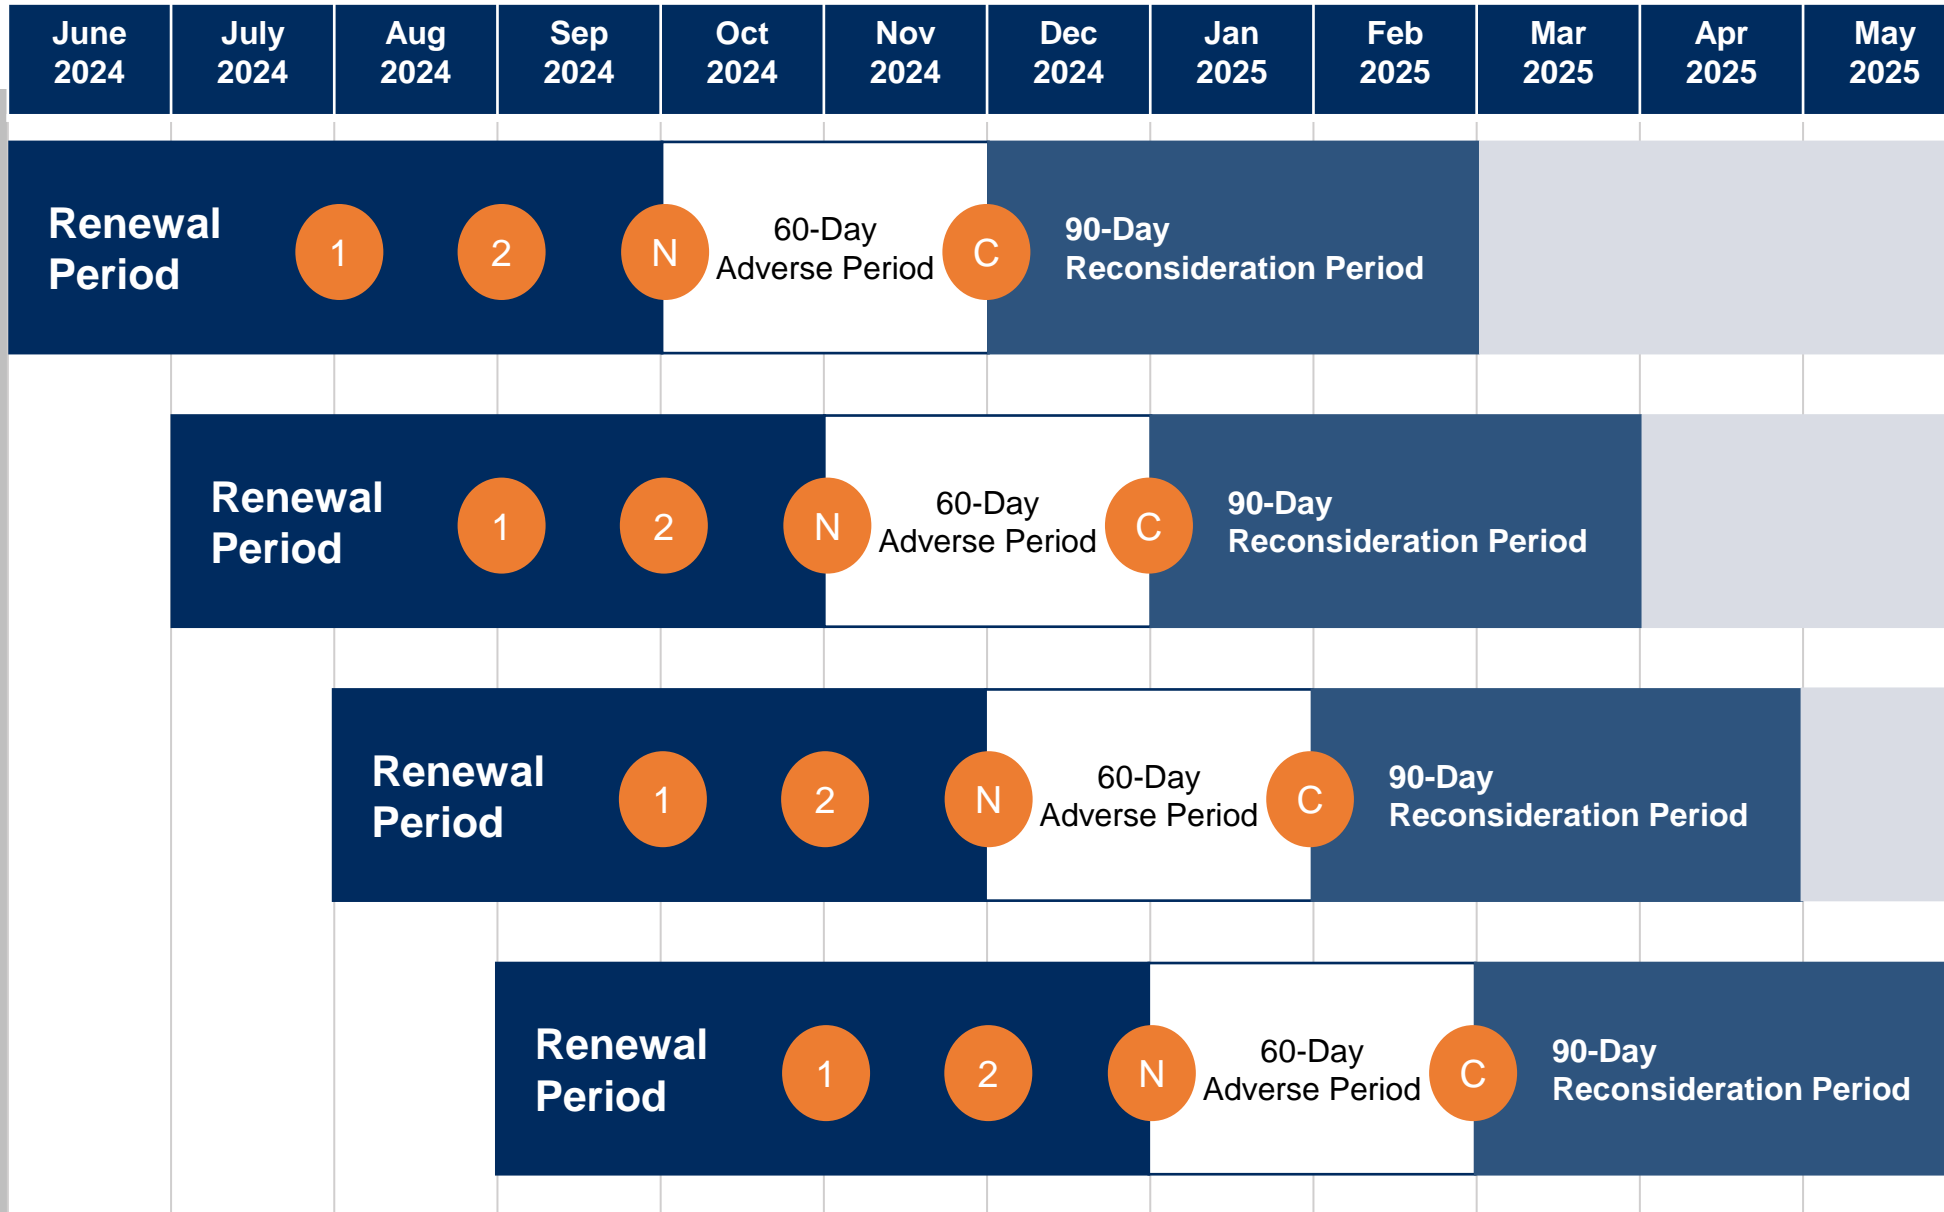 June
2024
July
2024
Aug
2024
Sep
2024
Oct
2024
Nov
2024
Dec
2024
Jan
2025
Feb
2025
Mar
2025
Apr
2025
May
2025
Renewal
Period
1
2
N
60-Day
Adverse Period
C
90-Day
Reconsideration Period
Renewal
Period
1
2
N
60-Day
Adverse Period
C
90-Day
Reconsideration Period
Renewal
Period
1
2
N
60-Day
Adverse Period
C
90-Day
Reconsideration Period
Renewal
Period
1
2
N
60-Day
Adverse Period
C
90-Day
Reconsideration Period